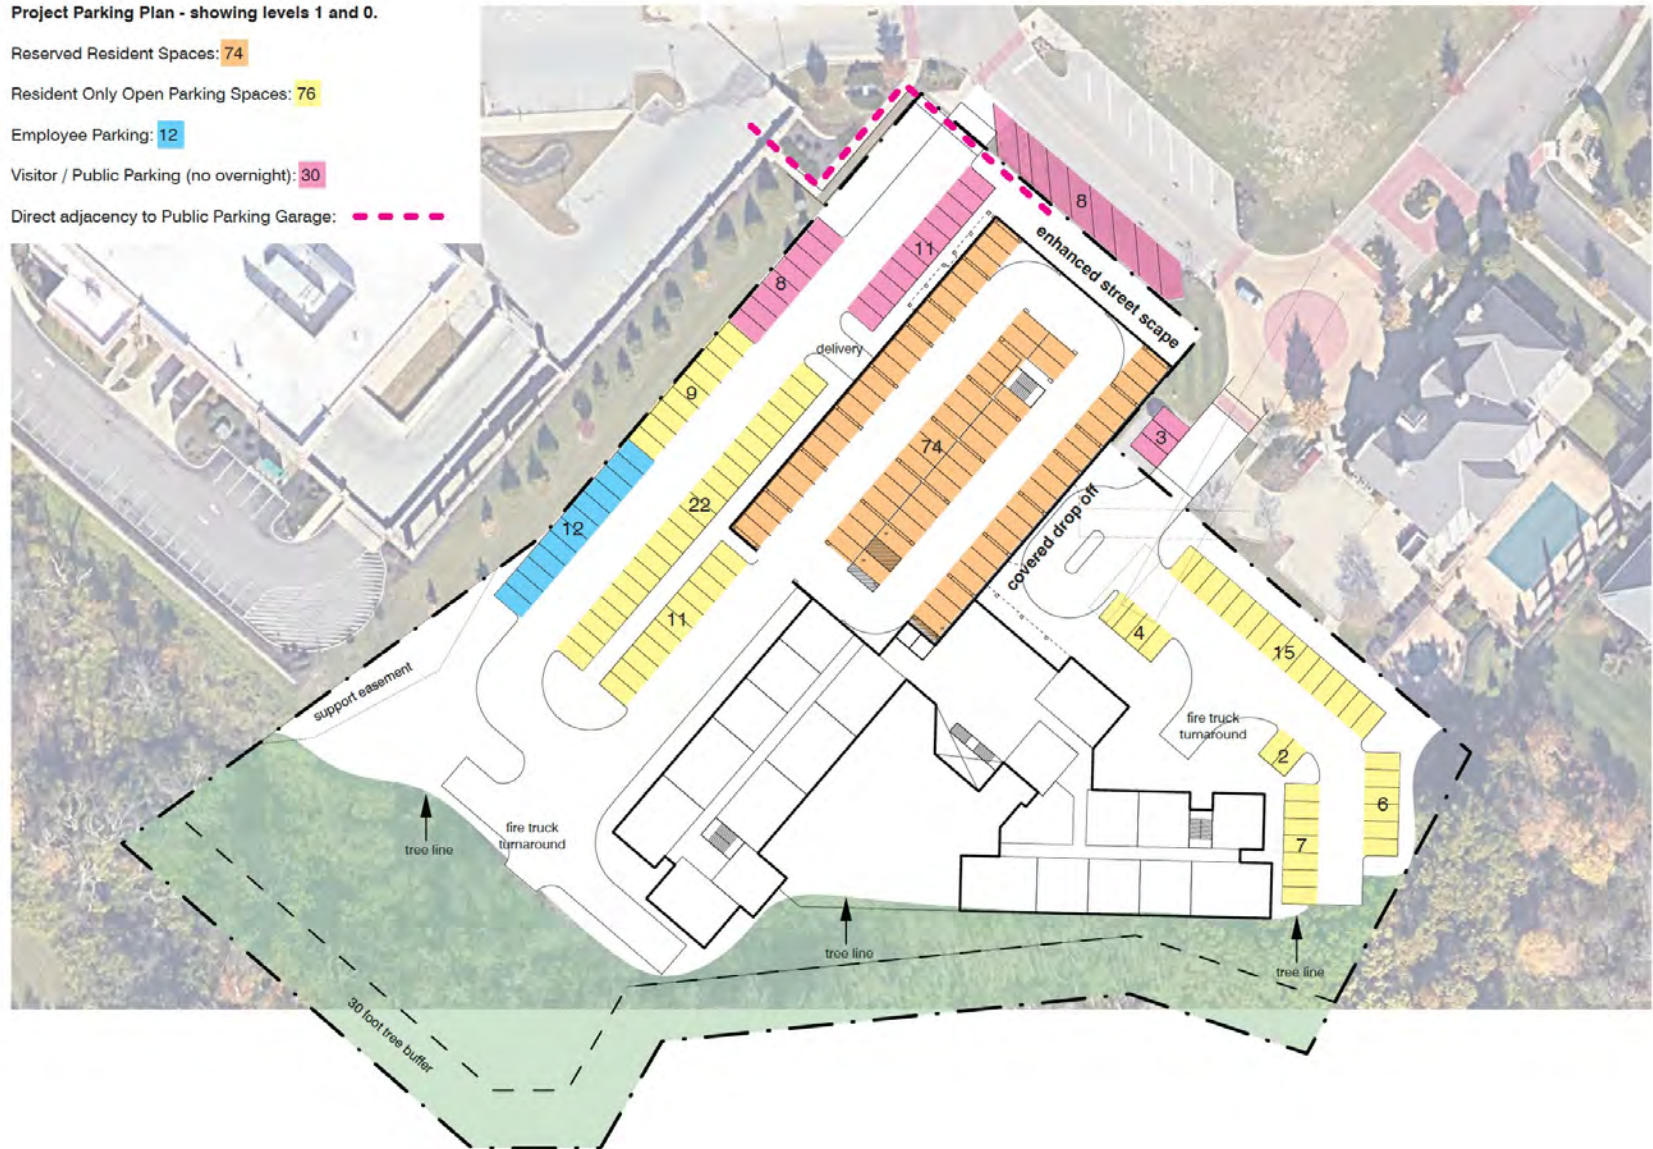 Project Parking Plan - showing levels 1 and 0.
Reserved Resident Spaces: 74
Resident Only Open Parking Spaces: 76
Employee Parking: 12
Visitor / Public Parking (no overnight): 30
Direct adjacency to Public Parking Garage:
8
enhanced street scape
11
8
delivery
9
3
74
22
12
covered drop off
11
4
15
support easement
fire truck
turnaround
2
6
fire truck
turnaround
7
tree line
tree line
tree line
30 foot tree buffer